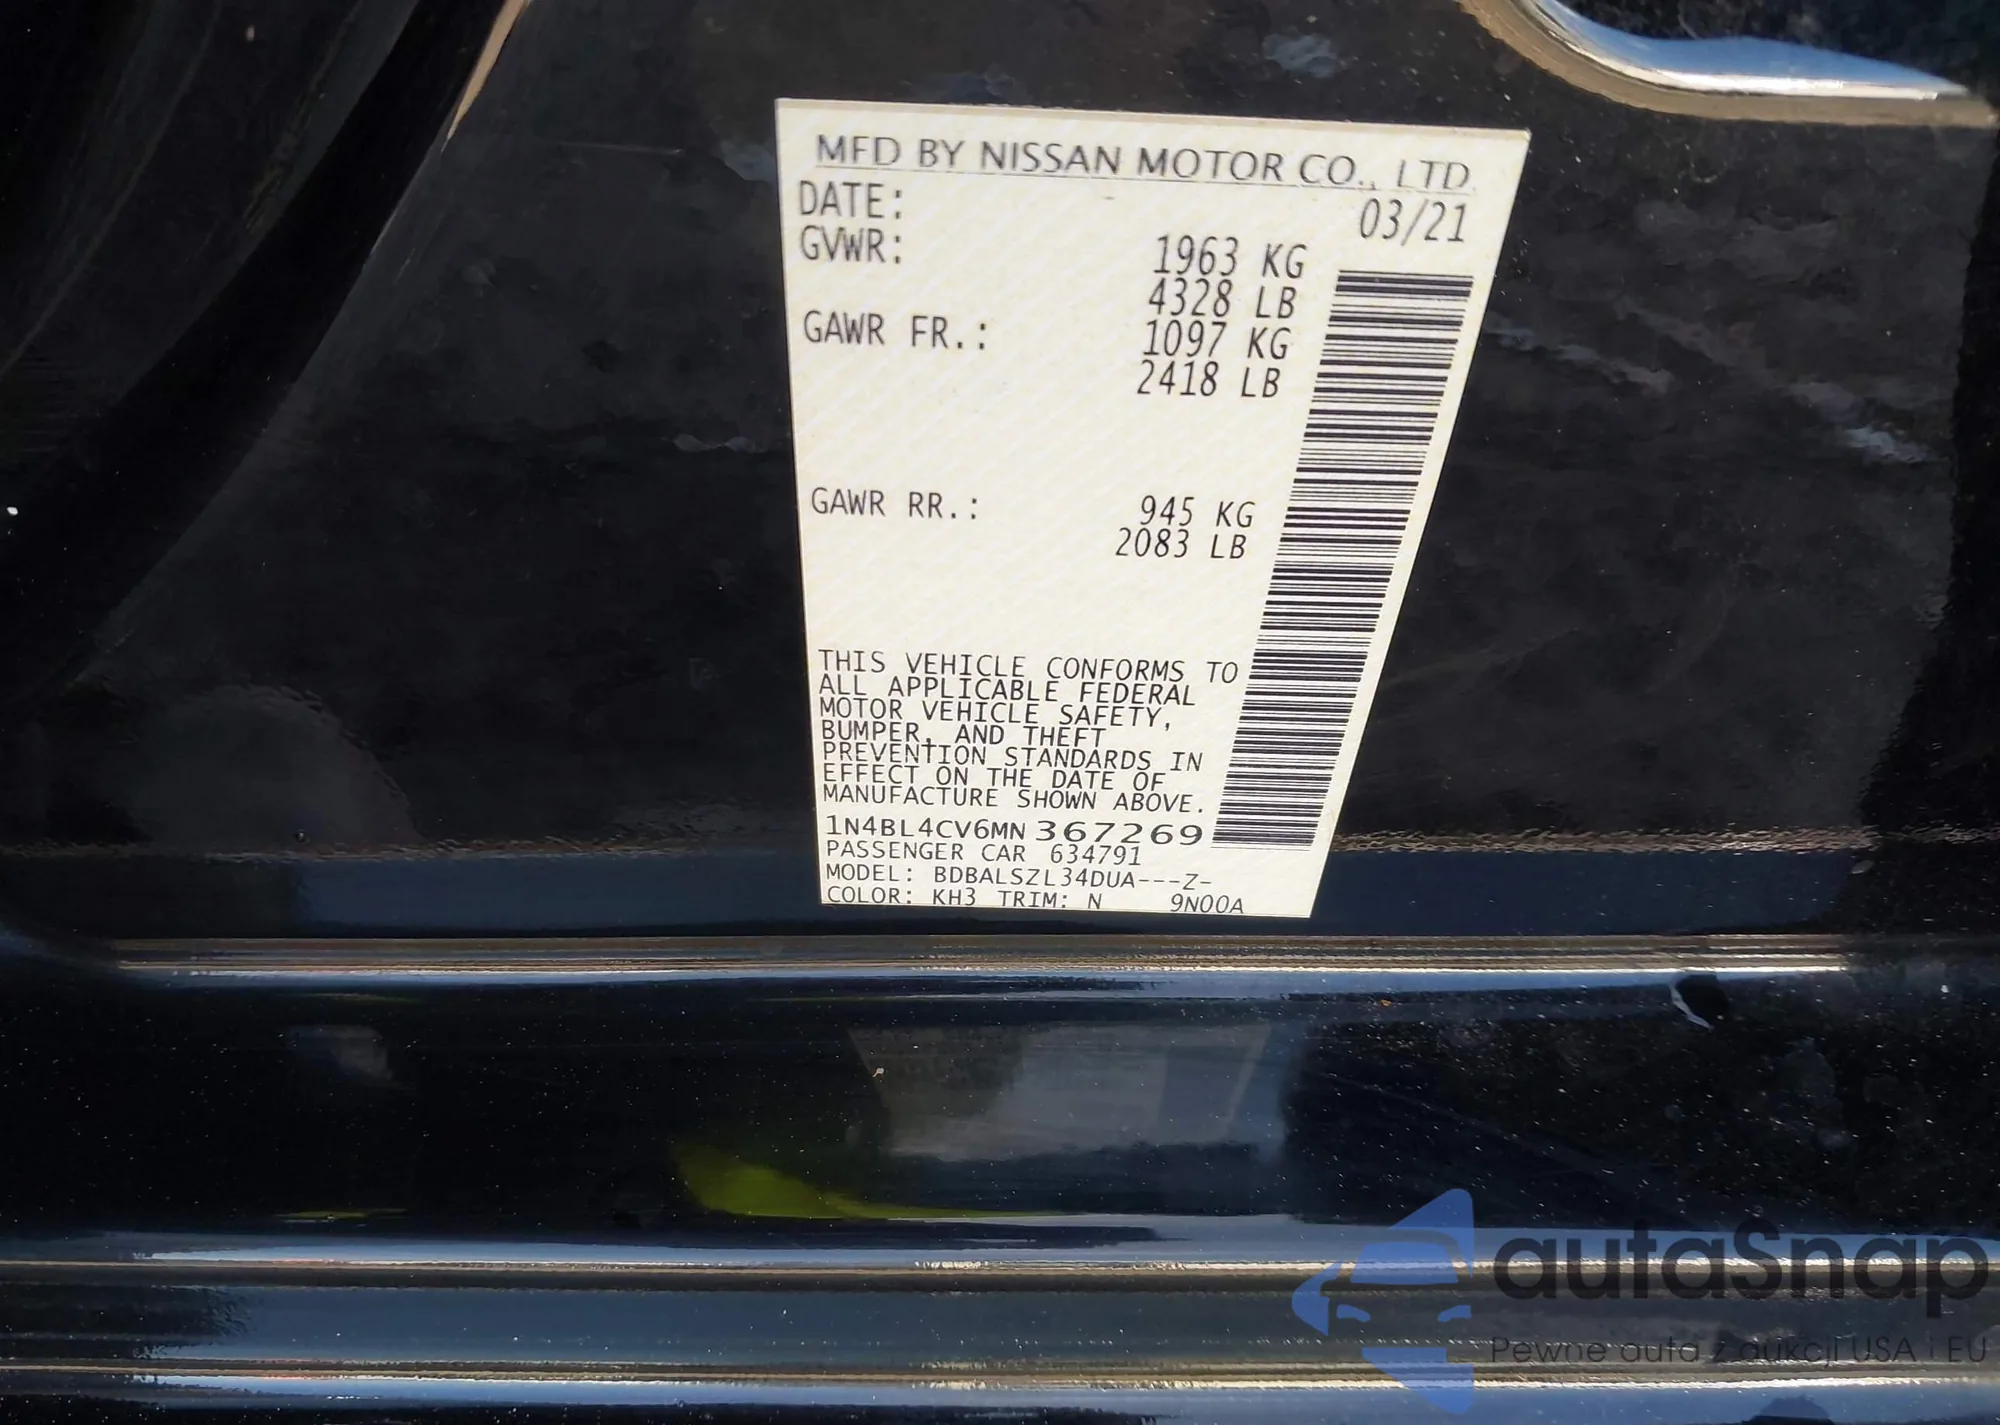 MFD BY NISSAN MOTOR CO., LTD.
DATE: 03/21
GVWR: 1963 KG
4328 LB
GAWR FR.: 1097 KG
2418 LB
GAWR RR.: 945 KG
2083 LB
THIS VEHICLE CONFORMS TO
ALL APPLICABLE FEDERAL
MOTOR VEHICLE SAFETY,
BUMPER, AND THEFT
PREVENTION STANDARDS IN
EFFECT ON THE DATE OF
MANUFACTURE SHOWN ABOVE.
1N4BL4CV6MN367269
PASSENGER CAR 634791
MODEL: BDBALSZL34DUA---Z-
COLOR: KH3 TRIM: N 9N00A
autaSnap
Pewne auta z aukcji USA i EU